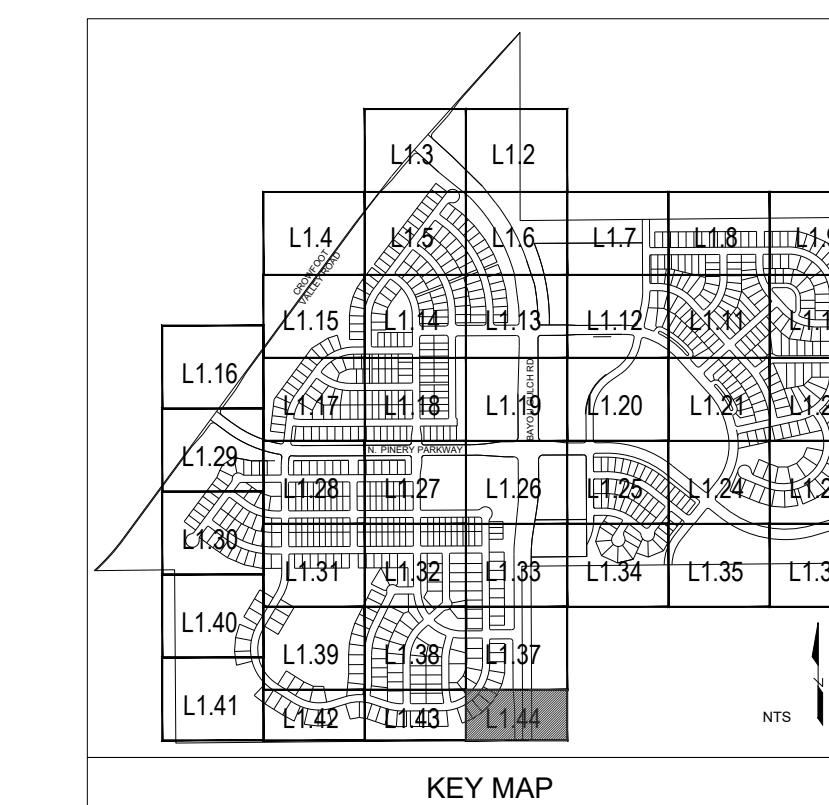 L1.3 L1.2
L1.4 L1.5 L1.6 L1.7 L1.8
CROWFOOT
VALLEY ROAD
L1.15 L1.14 L1.13 L1.12 L1.11
L1.16
BAYOU GULCH RD
L1.17 L1.18 L1.19 L1.20 L1.21
N. PINERY PARKWAY
L1.29
L1.28 L1.27 L1.26 L1.25 L1.24
L1.30
L1.31 L1.32 L1.33 L1.34 L1.35
L1.40
L1.39 L1.38 L1.37
L1.41
L1.42 L1.43 L1.44
NTS
N
KEY MAP